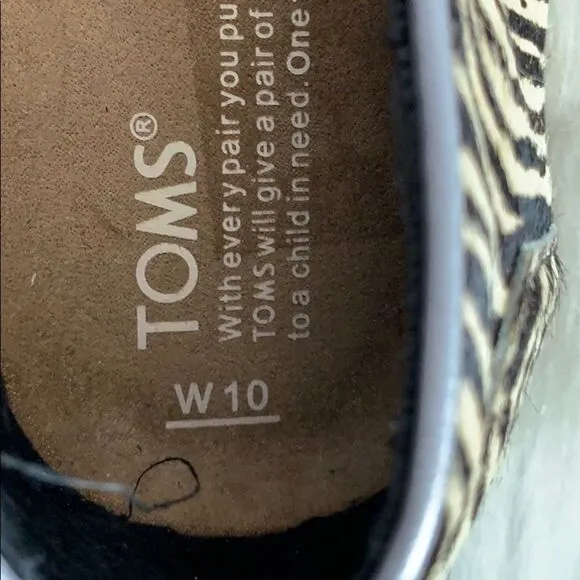 TOMS®
With every pair you pu
TOMS will give a pair of
to a child in need. One
W 10